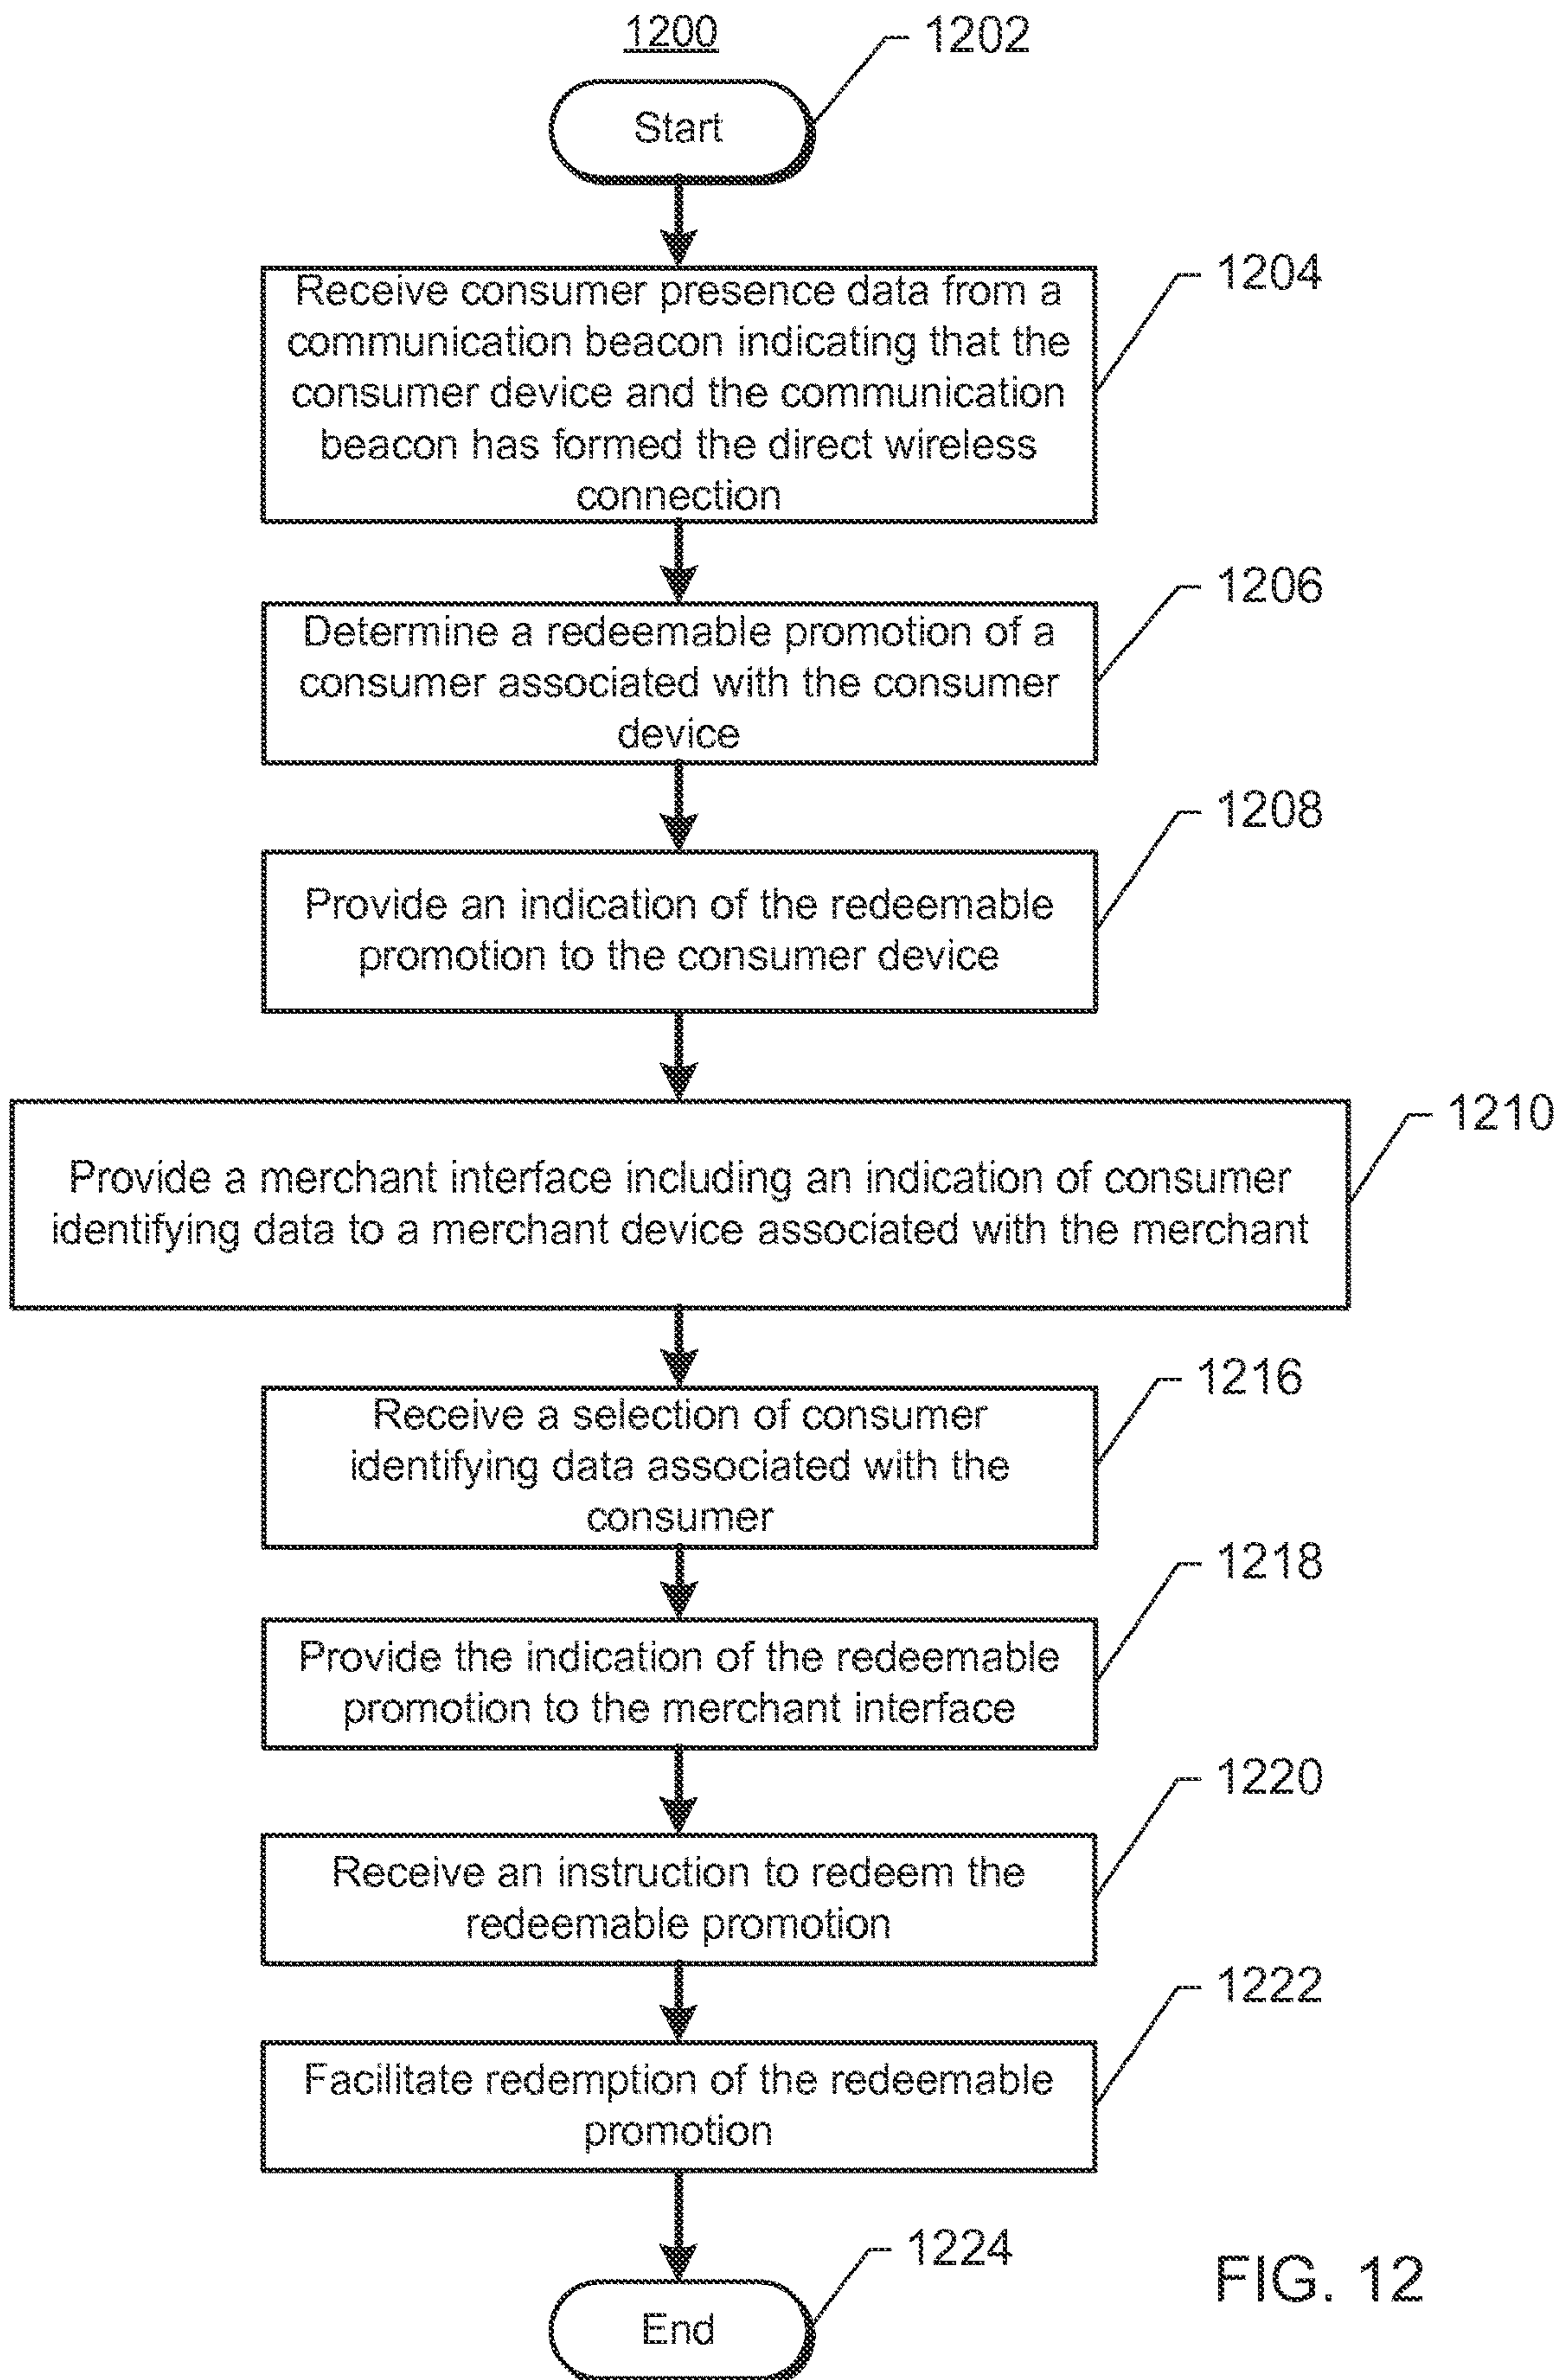 1200
1202
Start
1204
Receive consumer presence data from a
communication beacon indicating that the
consumer device and the communication
beacon has formed the direct wireless
connection
1206
Determine a redeemable promotion of a
consumer associated with the consumer
device
1208
Provide an indication of the redeemable
promotion to the consumer device
1210
Provide a merchant interface including an indication of consumer
identifying data to a merchant device associated with the merchant
1216
Receive a selection of consumer
identifying data associated with the
consumer
1218
Provide the indication of the redeemable
promotion to the merchant interface
1220
Receive an instruction to redeem the
redeemable promotion
1222
Facilitate redemption of the redeemable
promotion
1224
End
FIG. 12